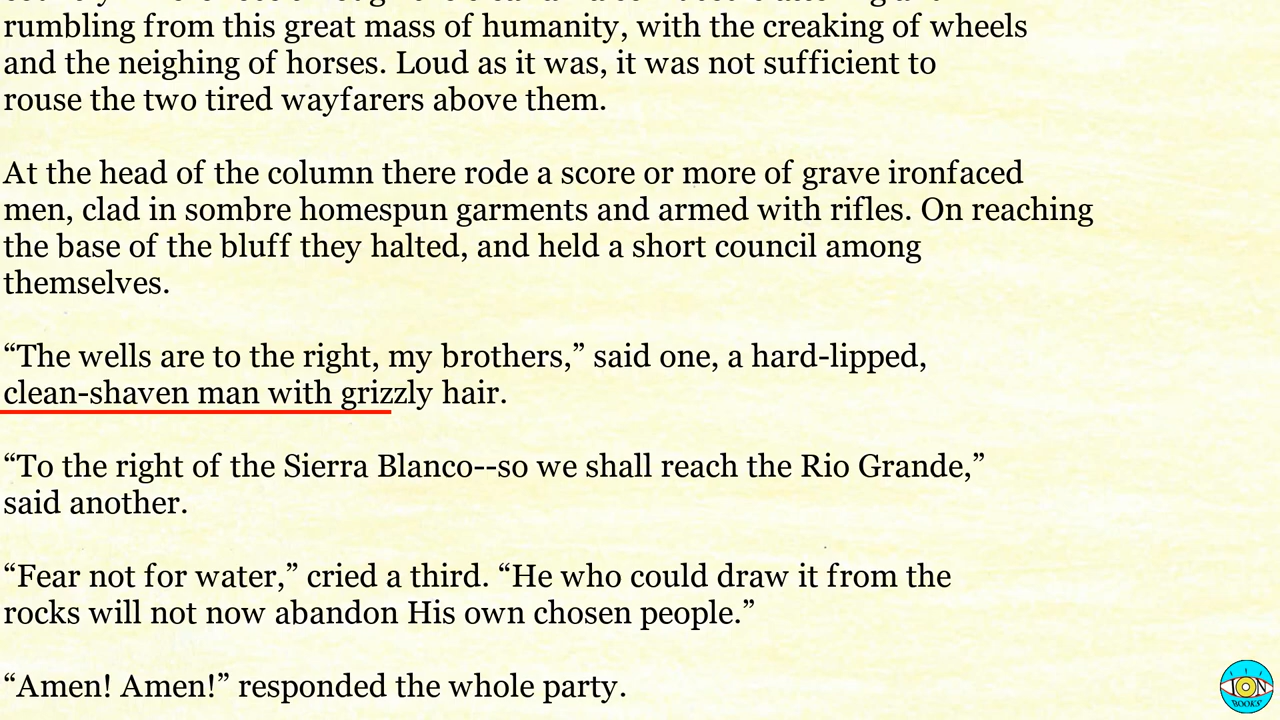 rumbling from this great mass of humanity, with the creaking of wheels
and the neighing of horses. Loud as it was, it was not sufficient to
rouse the two tired wayfarers above them.
At the head of the column there rode a score or more of grave ironfaced
men, clad in sombre homespun garments and armed with rifles. On reaching
the base of the bluff they halted, and held a short council among
themselves.
“The wells are to the right, my brothers,” said one, a hard-lipped,
clean-shaven man with grizzly hair.
“To the right of the Sierra Blanco--so we shall reach the Rio Grande,”
said another.
“Fear not for water,” cried a third. “He who could draw it from the
rocks will not now abandon His own chosen people.”
“Amen! Amen!” responded the whole party.
ION
BOOKS